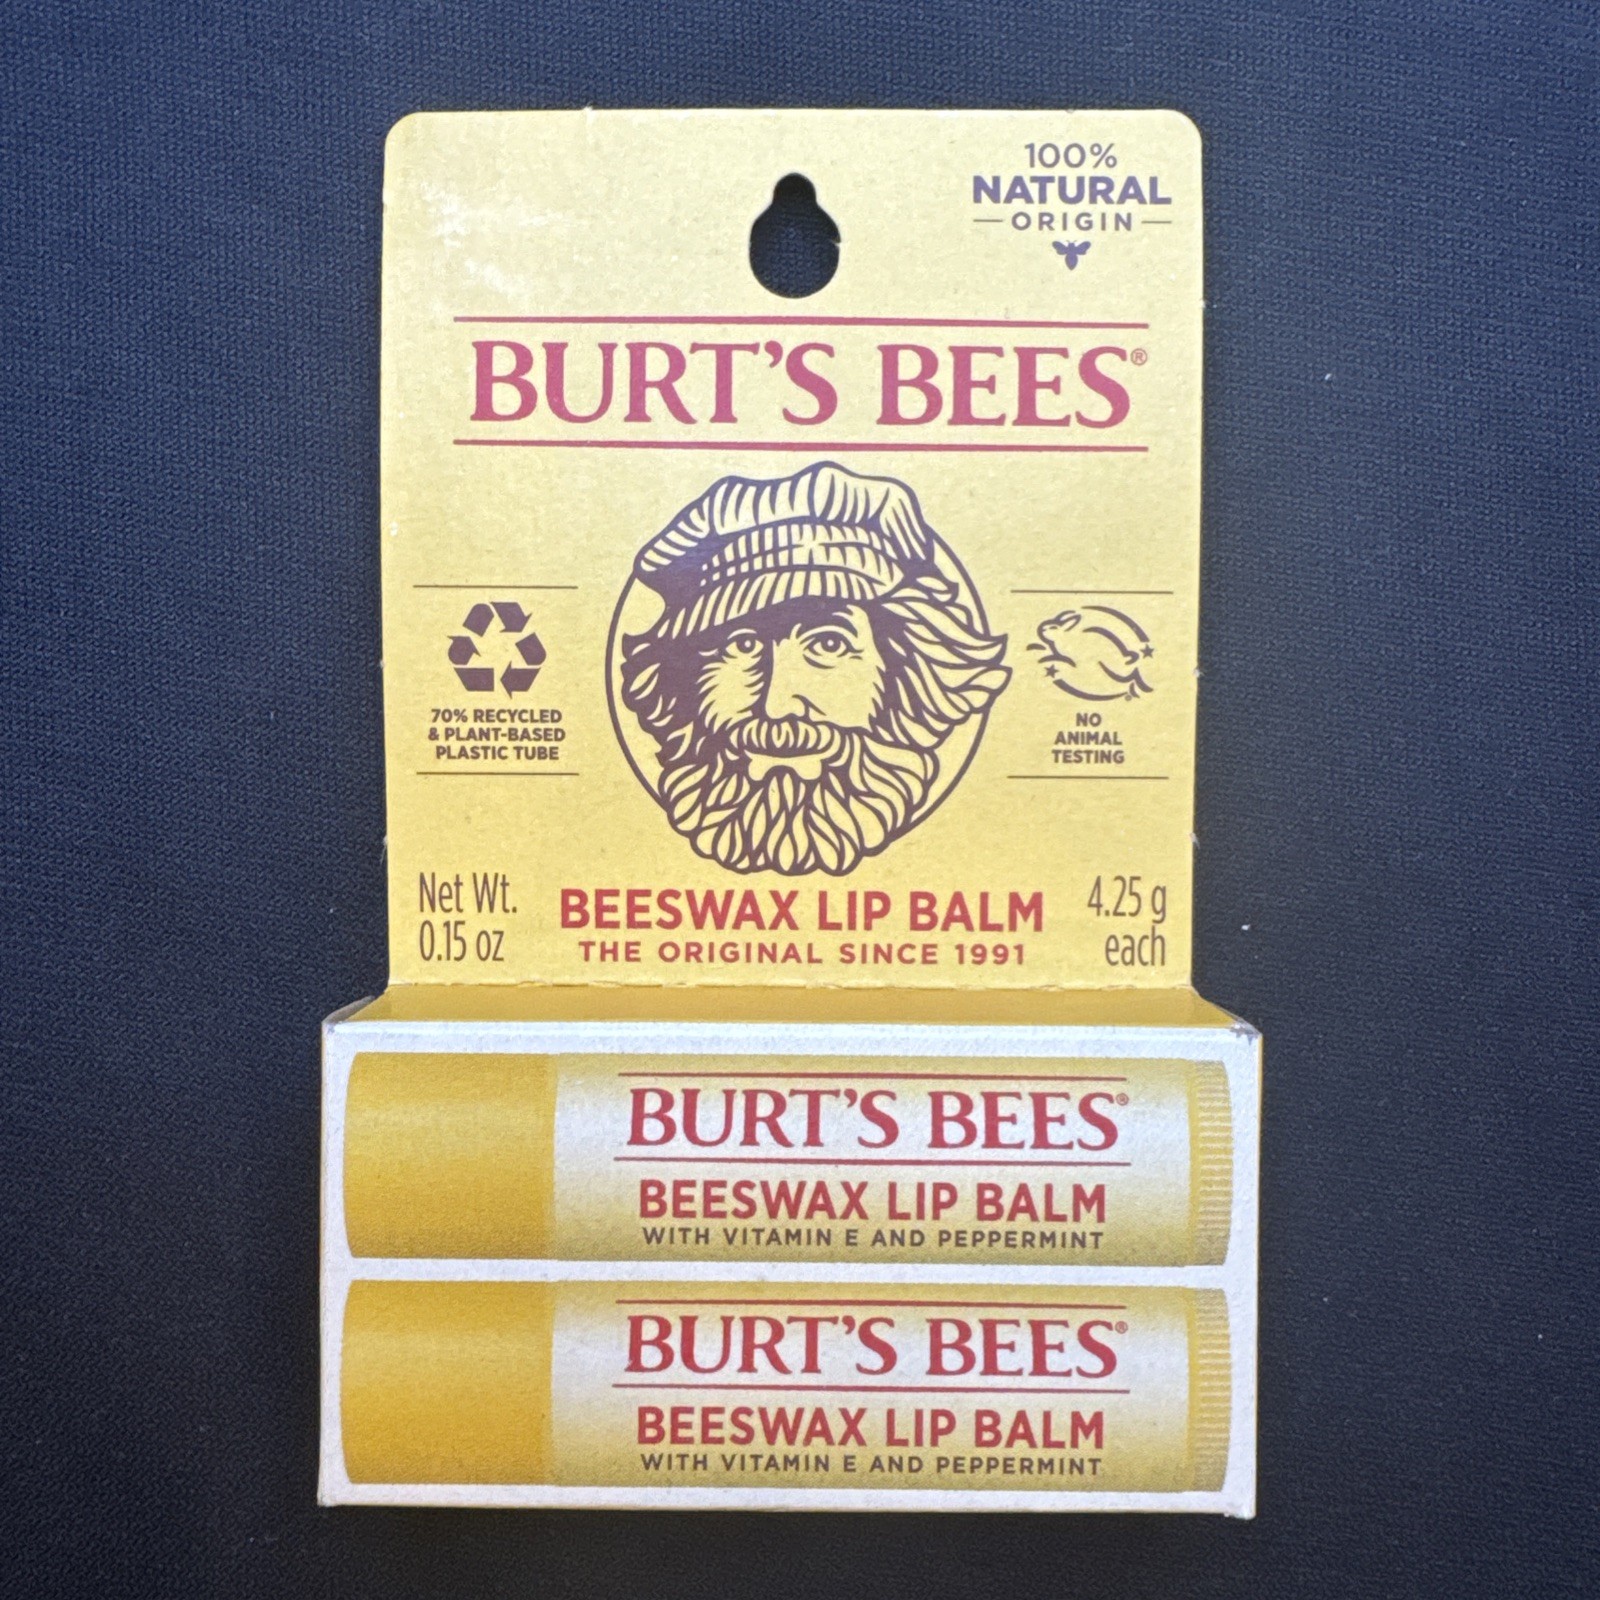 100%
NATURAL
ORIGIN
BURT'S BEES®
70% RECYCLED
& PLANT-BASED
PLASTIC TUBE
NO
ANIMAL
TESTING
Net Wt.
0.15 oz
BEESWAX LIP BALM
THE ORIGINAL SINCE 1991
4.25 g
each
BURT'S BEES®
BEESWAX LIP BALM
WITH VITAMIN E AND PEPPERMINT
BURT'S BEES®
BEESWAX LIP BALM
WITH VITAMIN E AND PEPPERMINT